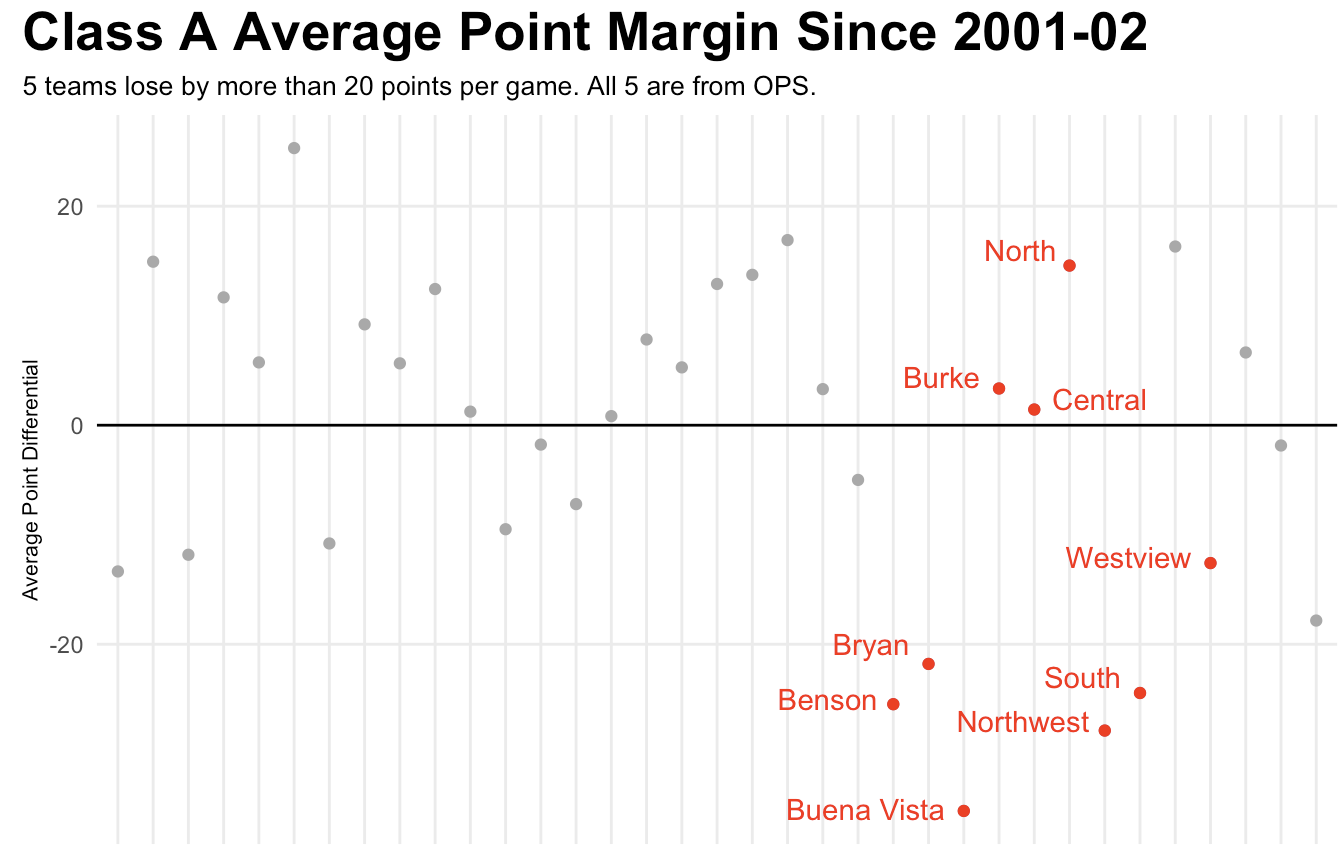 Class A Average Point Margin Since 2001-02
5 teams lose by more than 20 points per game. All 5 are from OPS.
20
North
Burke
Central
0
Average Point Differential
Westview
-20
Bryan
South
Benson
Northwest
Buena Vista